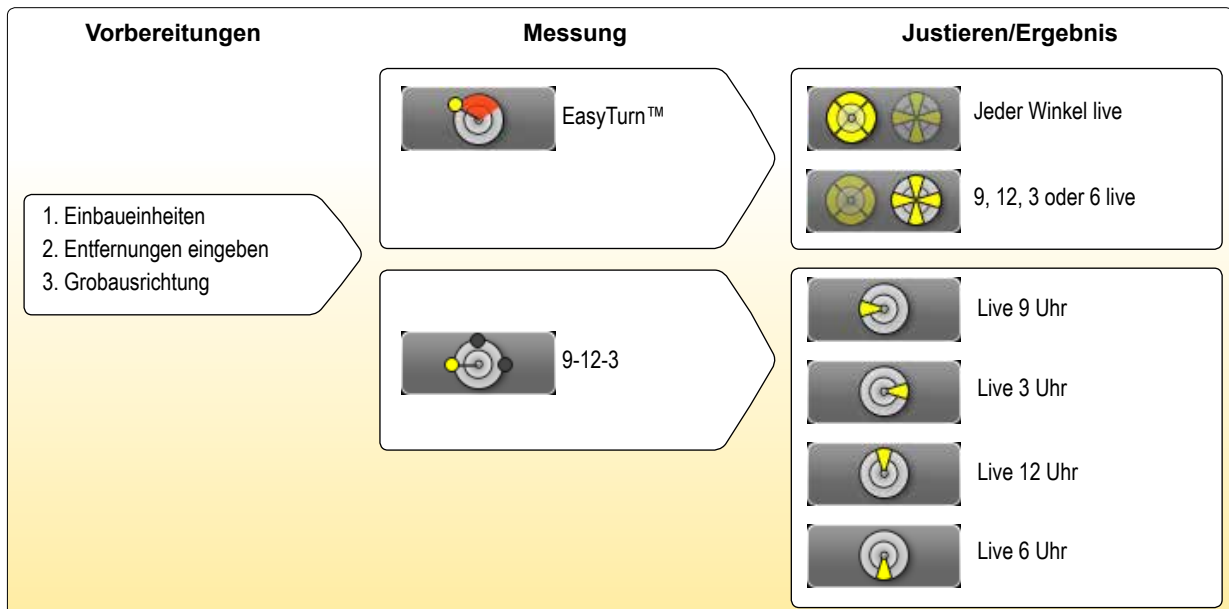 Vorbereitungen
Messung
Justieren/Ergebnis
1. Einbaueinheiten
2. Entfernungen eingeben
3. Grobausrichtung
EasyTurn™
9-12-3
Jeder Winkel live
9, 12, 3 oder 6 live
Live 9 Uhr
Live 3 Uhr
Live 12 Uhr
Live 6 Uhr